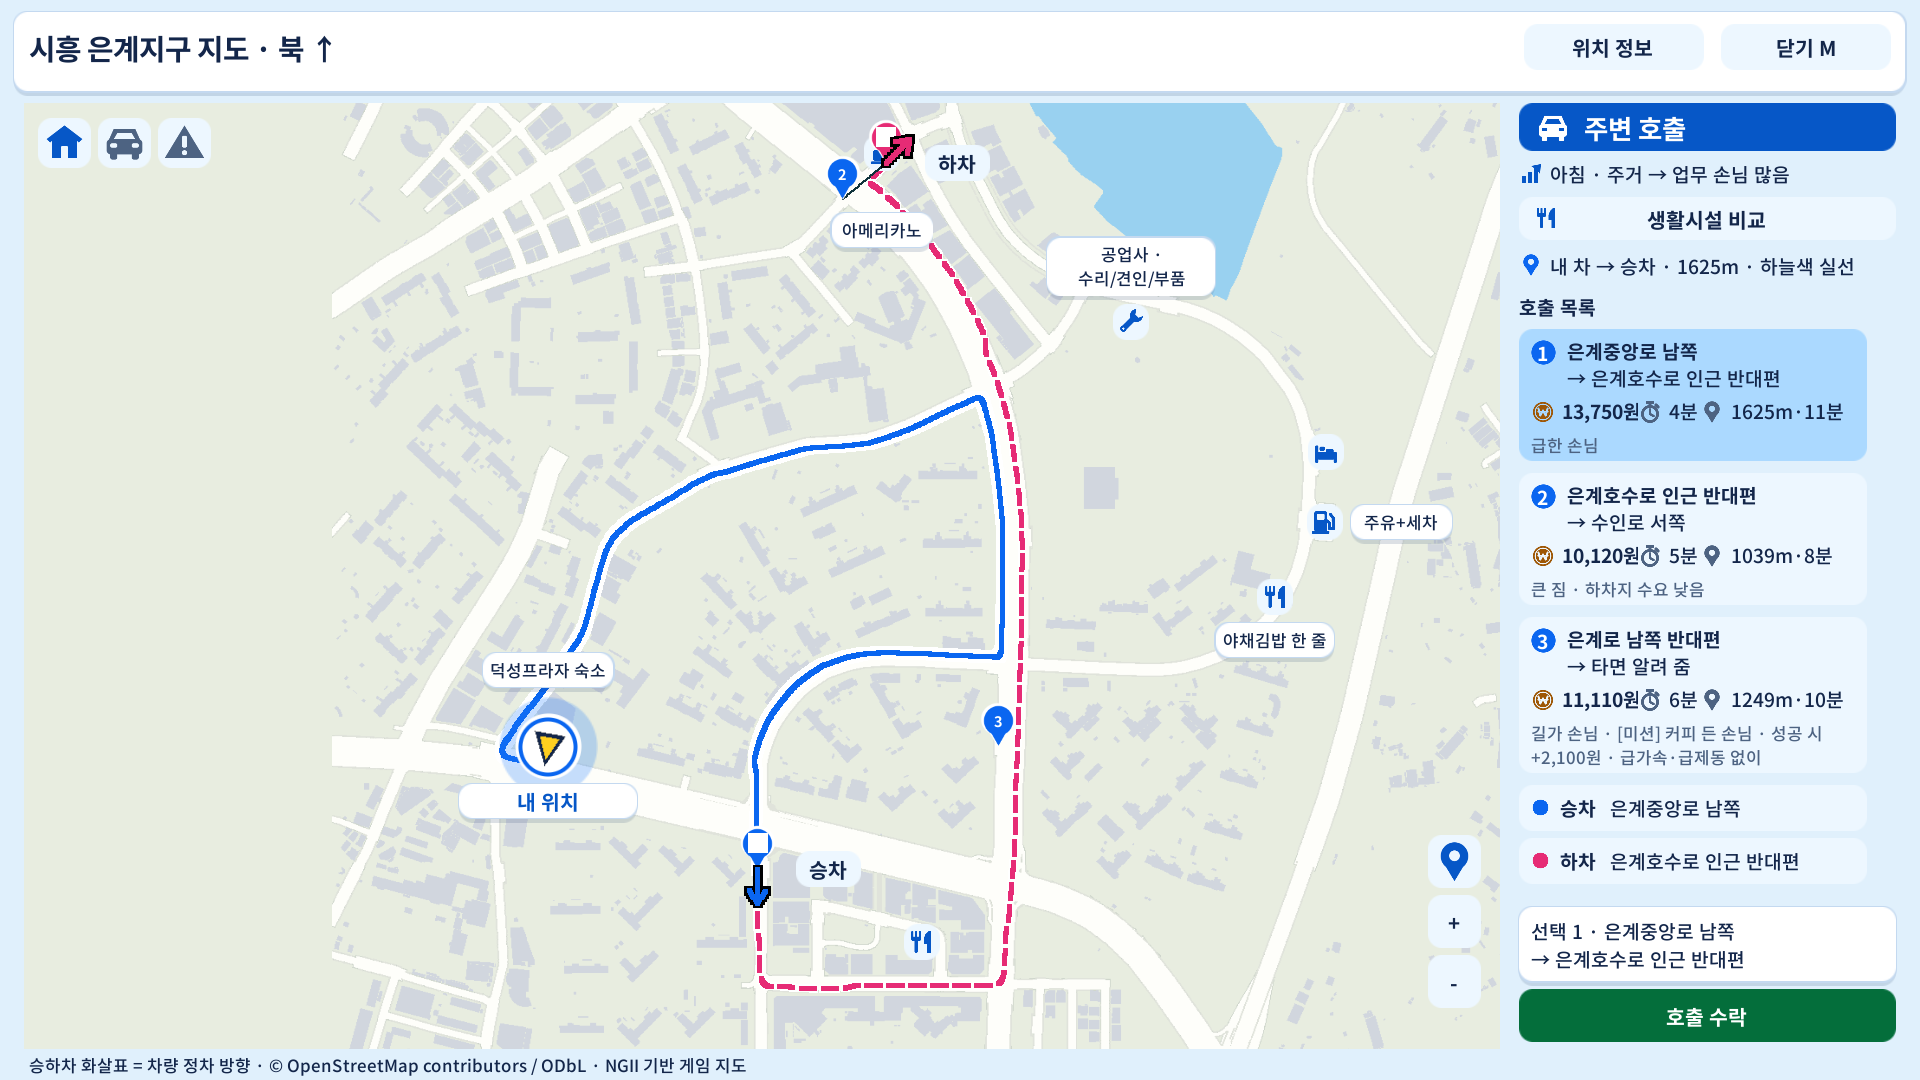 시흥 은계지구 지도 · 북 ↑
위치 정보
닫기 M
하차
2
아메리카노
공업사 ·
수리/견인/부품
주유+세차
야채김밥 한 줄
덕성프라자 숙소
3
내 위치
승차
+
-
주변 호출
아침 · 주거 → 업무 손님 많음
생활시설 비교
내 차 → 승차 · 1625m · 하늘색 실선
호출 목록
1 은계중앙로 남쪽
→ 은계호수로 인근 반대편
₩ 13,750원 4분 1625m·11분
급한 손님
2 은계호수로 인근 반대편
→ 수인로 서쪽
₩ 10,120원 5분 1039m·8분
큰 짐 · 하차지 수요 낮음
3 은계로 남쪽 반대편
→ 타면 알려 줌
₩ 11,110원 6분 1249m·10분
길가 손님 · [미션] 커피 든 손님 · 성공 시
+2,100원 · 급가속·급제동 없이
승차 은계중앙로 남쪽
하차 은계호수로 인근 반대편
선택 1 · 은계중앙로 남쪽
→ 은계호수로 인근 반대편
호출 수락
승하차 화살표 = 차량 정차 방향 · © OpenStreetMap contributors / ODbL · NGII 기반 게임 지도